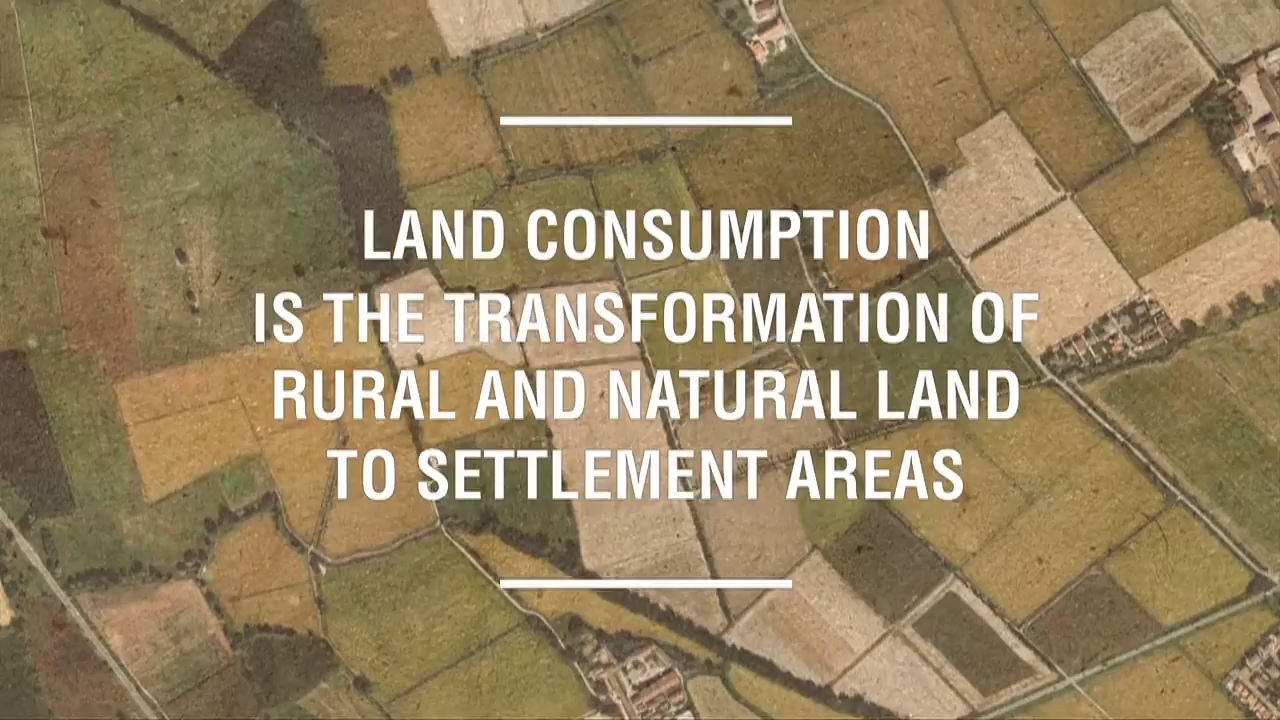 LAND CONSUMPTION
IS THE TRANSFORMATION OF
RURAL AND NATURAL LAND
TO SETTLEMENT AREAS